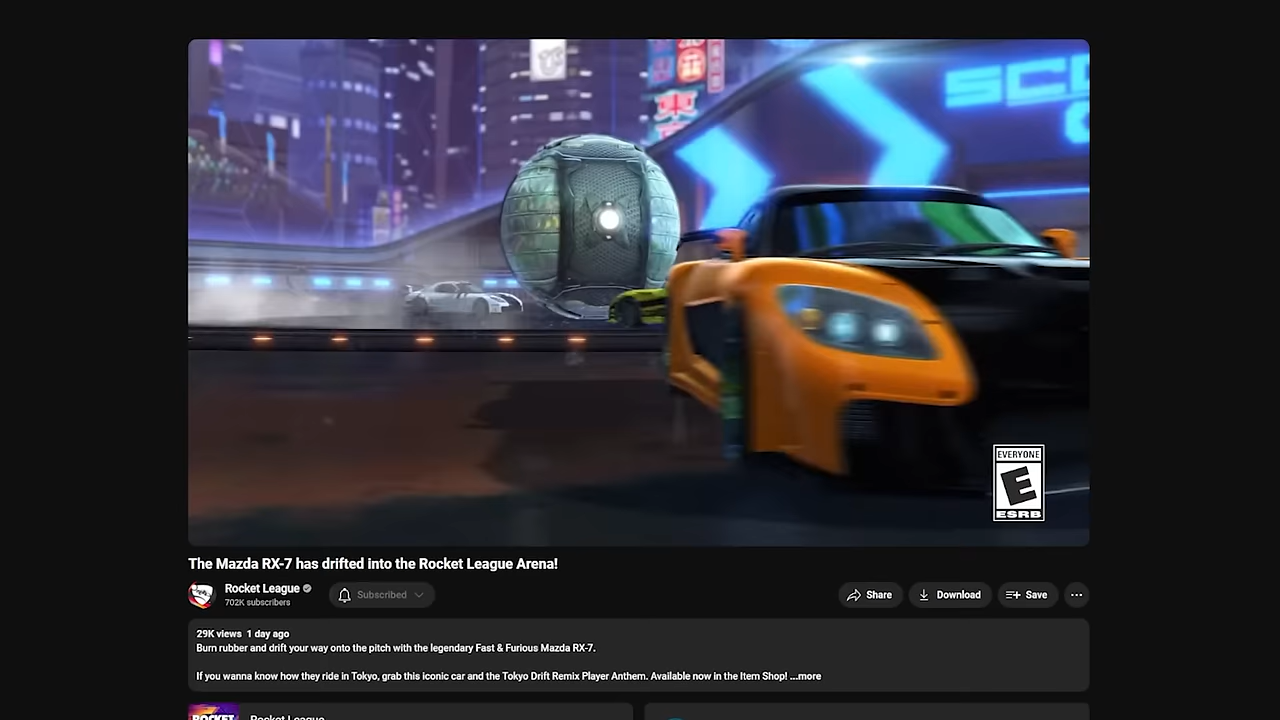 東
EVERYONE
E
ESRB
The Mazda RX-7 has drifted into the Rocket League Arena!
Rocket League
702K subscribers
Subscribed
Share
Download
Save
29K views 1 day ago
Burn rubber and drift your way onto the pitch with the legendary Fast & Furious Mazda RX-7.
If you wanna know how they ride in Tokyo, grab this iconic car and the Tokyo Drift Remix Player Anthem. Available now in the Item Shop! ...more
ROCKET
Rocket League